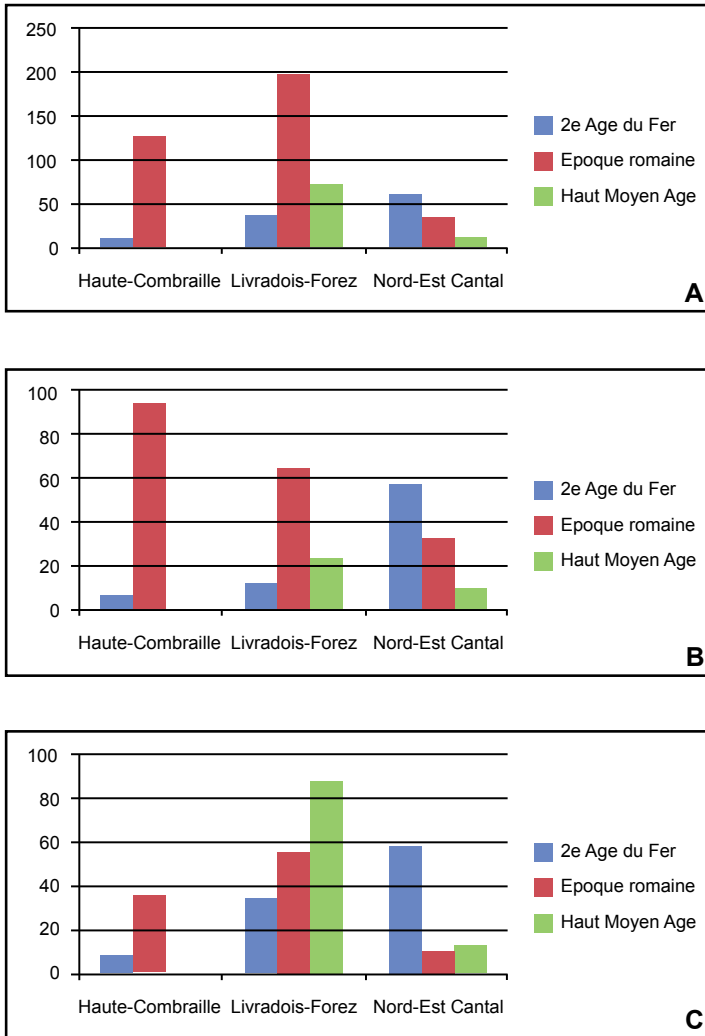 250
200
150
100
50
0
Haute-Combraille Livradois-Forez Nord-Est Cantal
2e Age du Fer
Epoque romaine
Haut Moyen Age
A
100
80
60
40
20
0
Haute-Combraille Livradois-Forez Nord-Est Cantal
2e Age du Fer
Epoque romaine
Haut Moyen Age
B
100
80
60
40
20
0
Haute-Combraille Livradois-Forez Nord-Est Cantal
2e Age du Fer
Epoque romaine
Haut Moyen Age
C